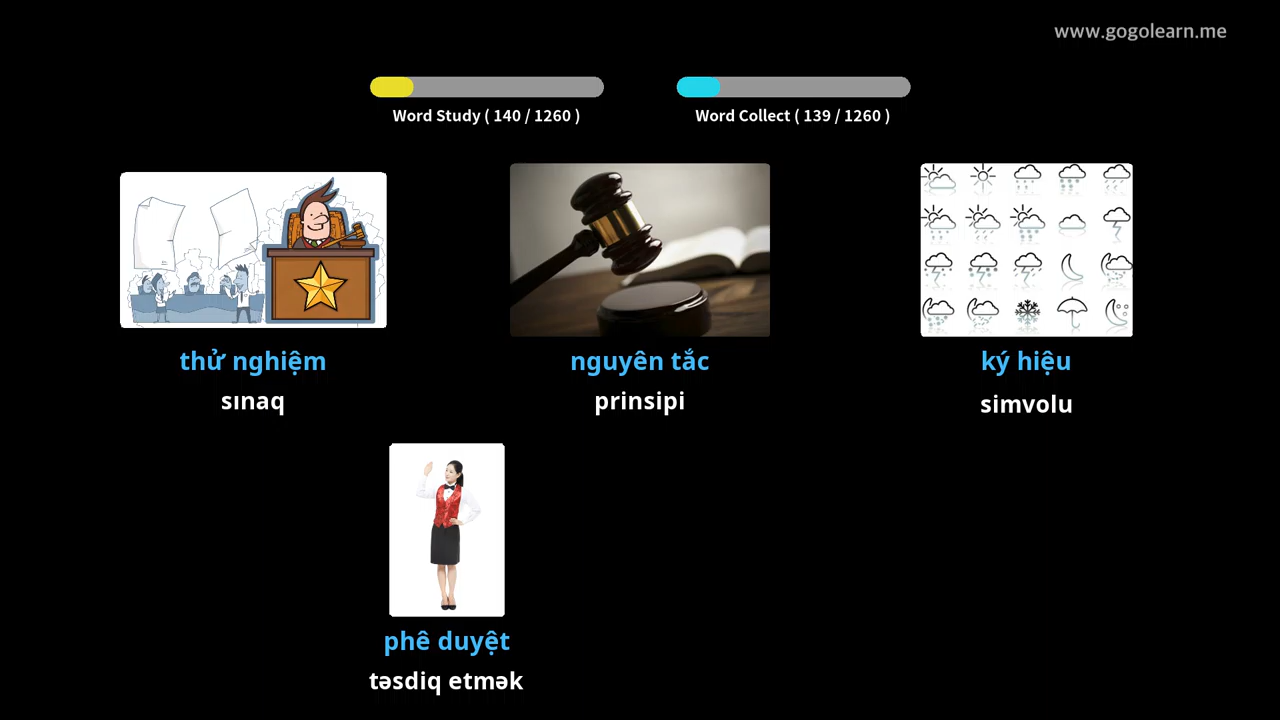 www.gogolearn.me
Word Study ( 140 / 1260 )
Word Collect ( 139 / 1260 )
thử nghiệm
sınaq
nguyên tắc
prinsipi
ký hiệu
simvolu
phê duyệt
təsdiq etmək